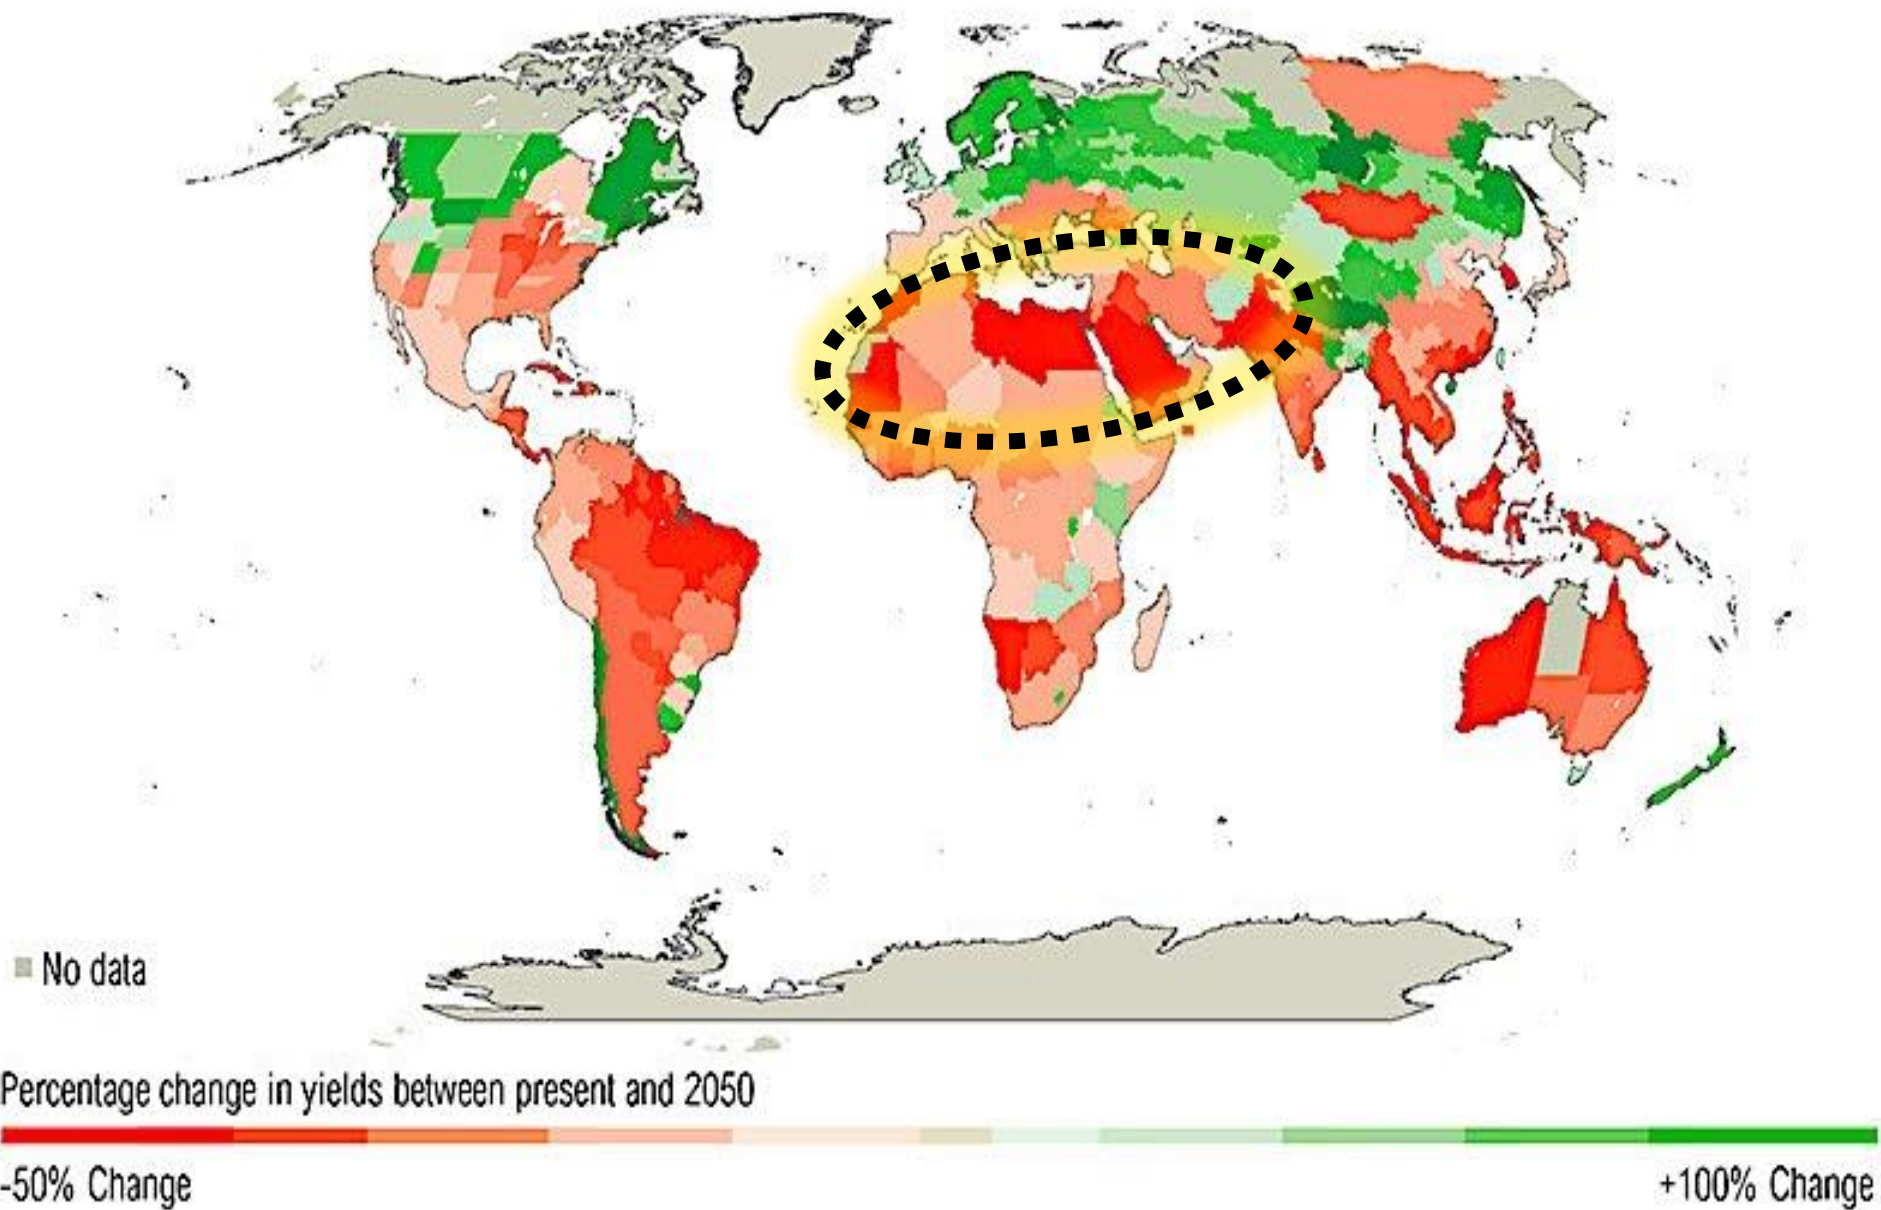 No data
Percentage change in yields between present and 2050
-50% Change
+100% Change